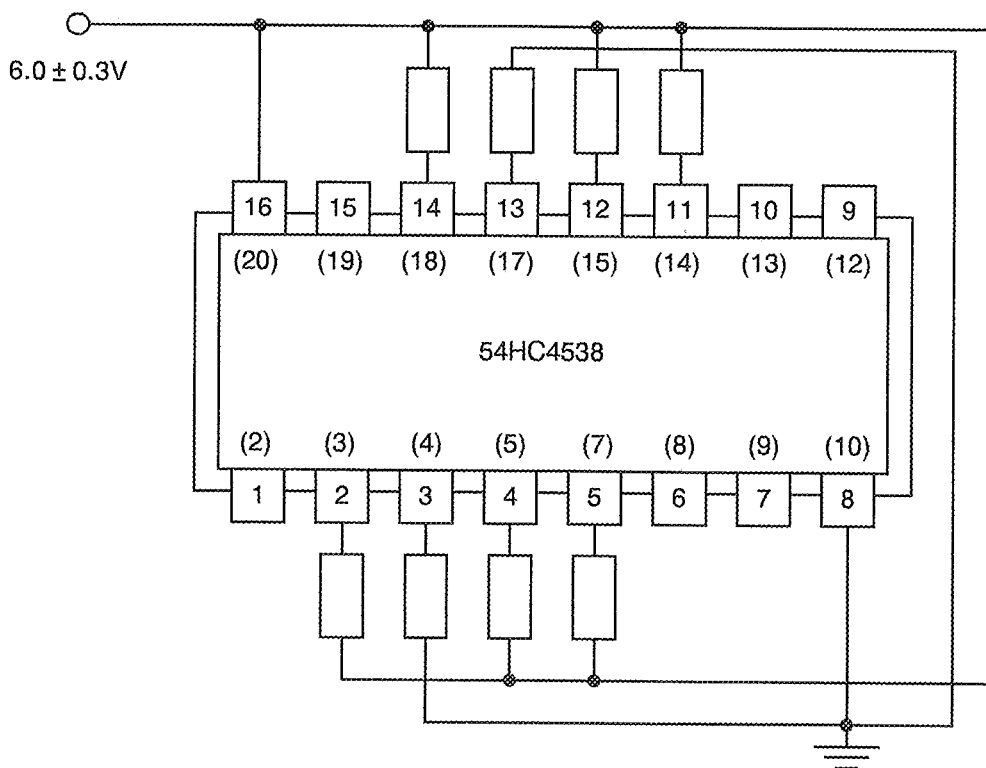 6.0 ± 0.3V
16 15 14 13 12 11 10 9
(20) (19) (18) (17) (15) (14) (13) (12)
54HC4538
(2) (3) (4) (5) (7) (8) (9) (10)
1 2 3 4 5 6 7 8